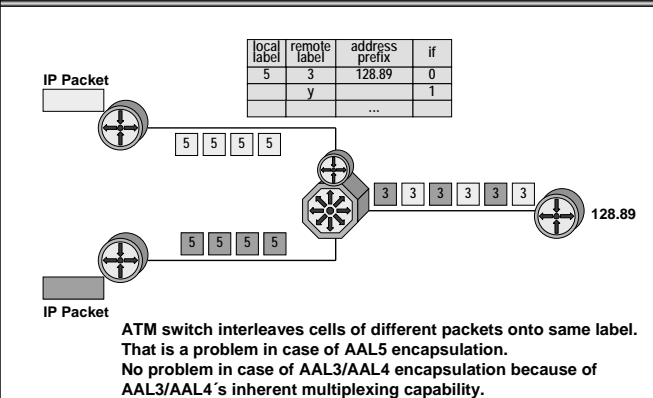 local label remote label address prefix if
5 3 128.89 0
y 1
...
IP Packet
5 5 5 5
3 3 3 3 3 3
128.89
5 5 5 5
IP Packet
ATM switch interleaves cells of different packets onto same label.
That is a problem in case of AAL5 encapsulation.
No problem in case of AAL3/AAL4 encapsulation because of
AAL3/AAL4´s inherent multiplexing capability.